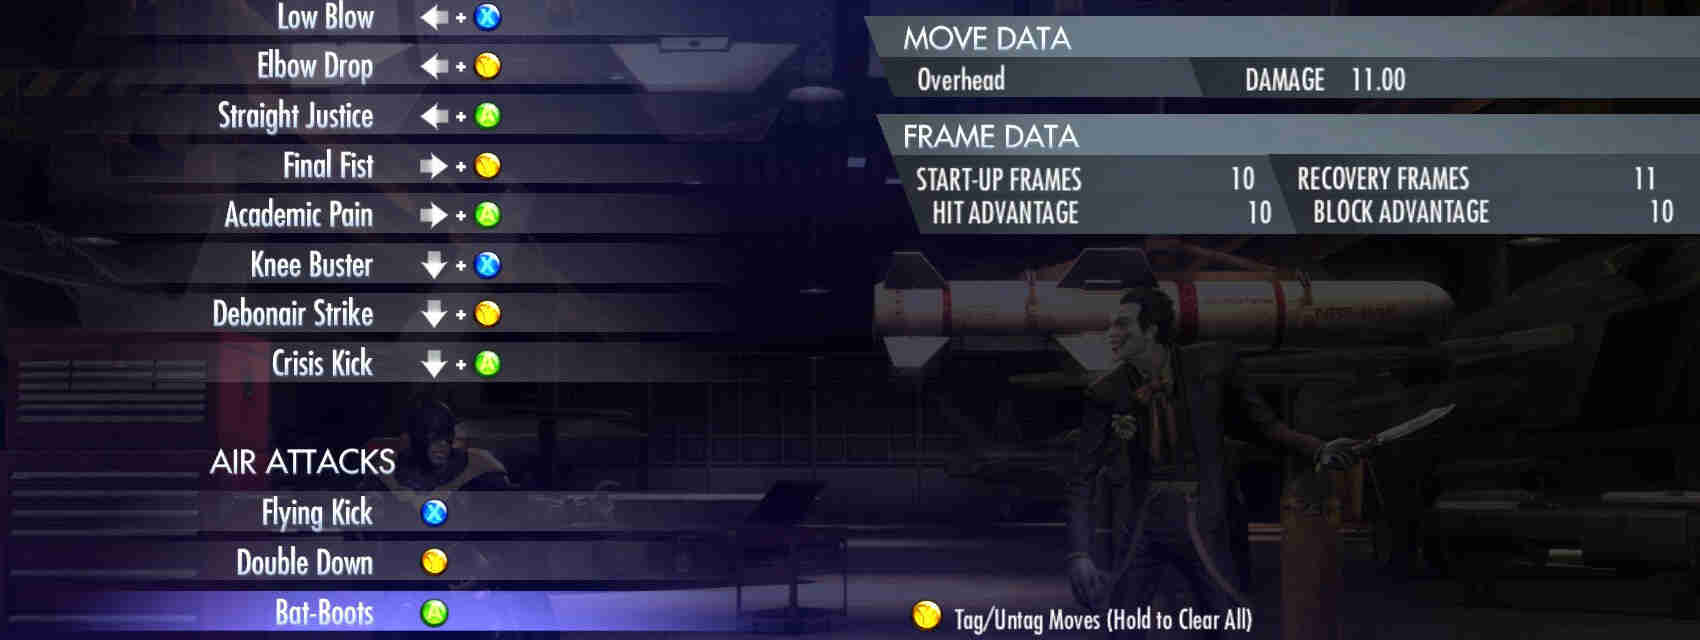 Low Blow + X
Elbow Drop + Y
Straight Justice + A
Final Fist + Y
Academic Pain + A
Knee Buster + X
Debonair Strike + Y
Crisis Kick + A
AIR ATTACKS
Flying Kick X
Double Down Y
Bat-Boots A
MOVE DATA
Overhead DAMAGE 11.00
FRAME DATA
START-UP FRAMES 10 RECOVERY FRAMES 11
HIT ADVANTAGE 10 BLOCK ADVANTAGE 10
Y Tag/Untag Moves (Hold to Clear All)